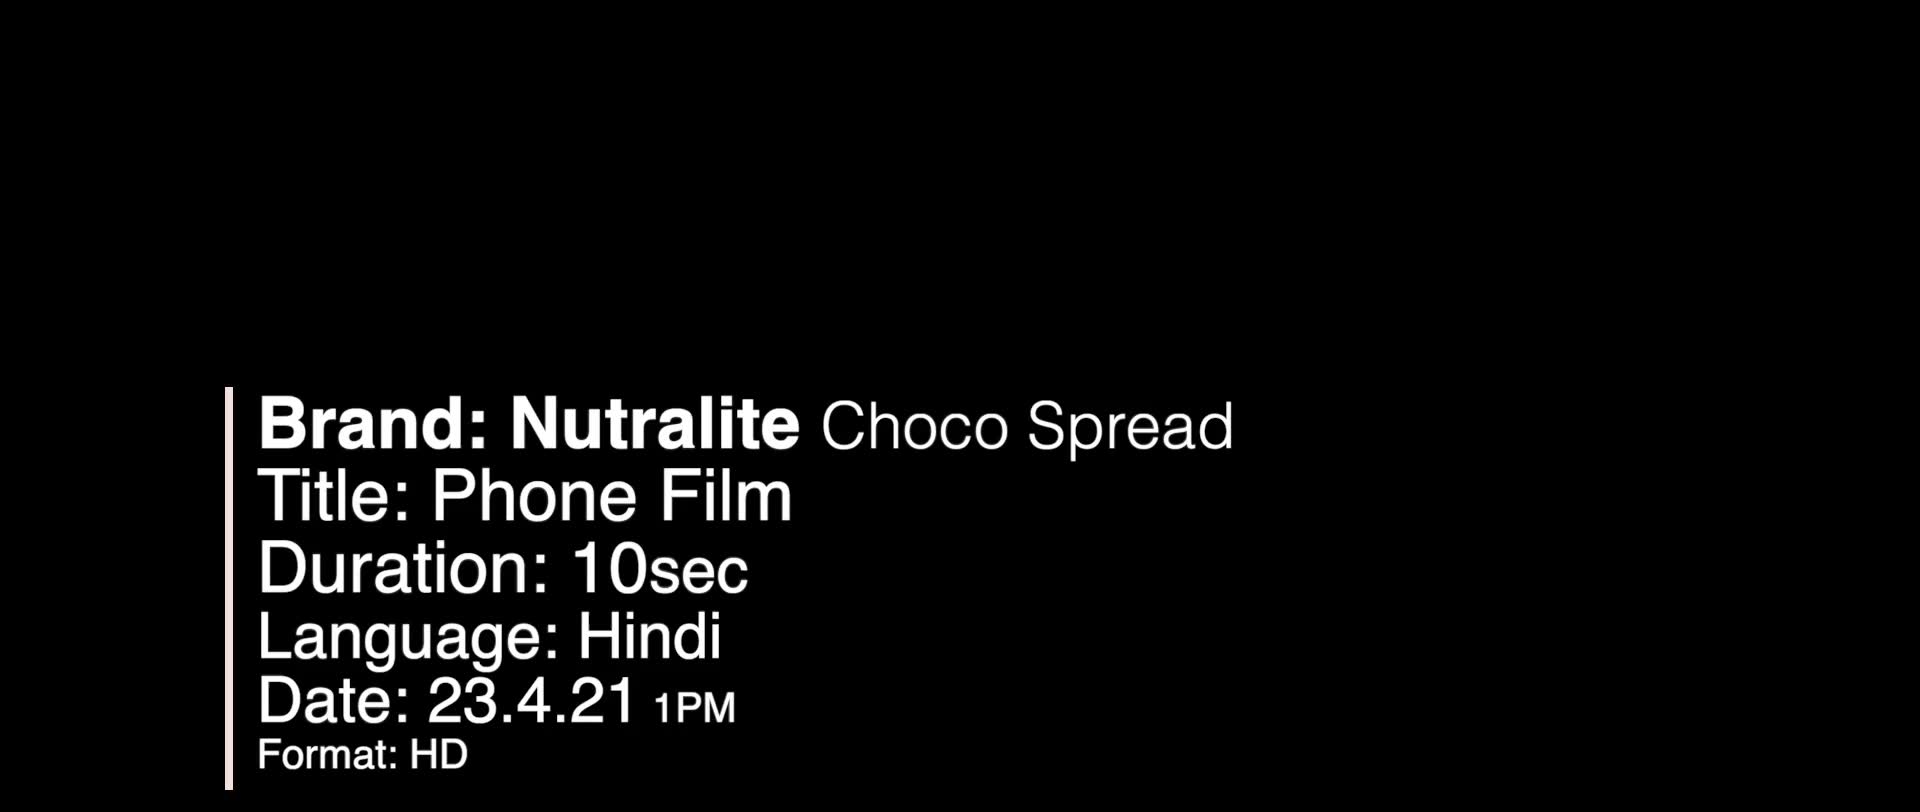 Brand: Nutralite Choco Spread
Title: Phone Film
Duration: 10sec
Language: Hindi
Date: 23.4.21 1PM
Format: HD